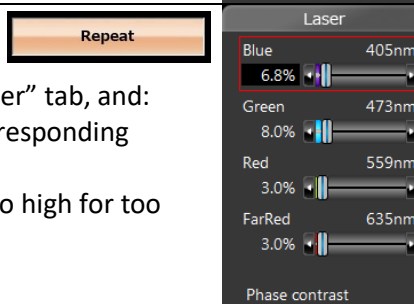 Repeat
er” tab, and:
responding
o high for too
Laser
Blue 405nm
6.8%
Green 473nm
8.0%
Red 559nm
3.0%
FarRed 635nm
3.0%
Phase contrast